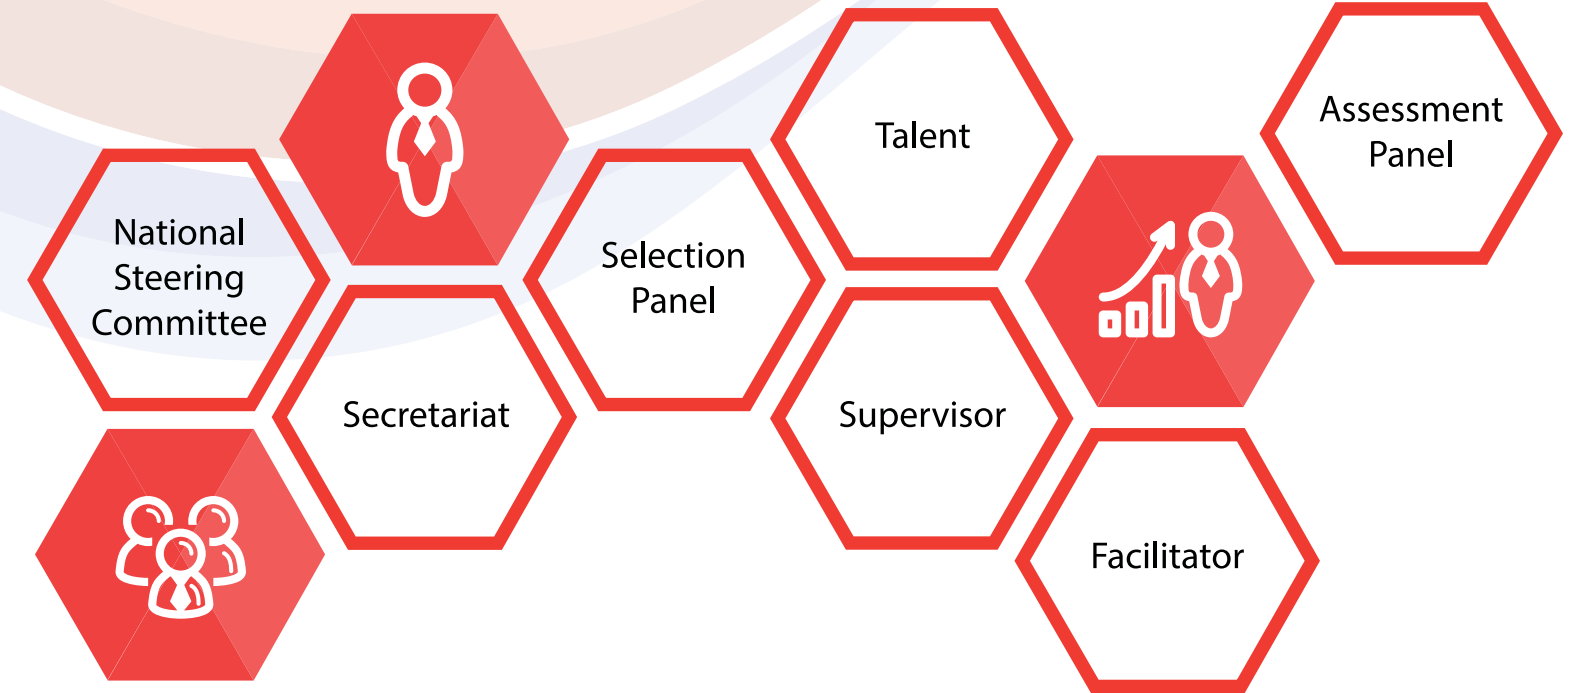 National
Steering
Committee
Secretariat
Selection
Panel
Talent
Supervisor
Facilitator
Assessment
Panel